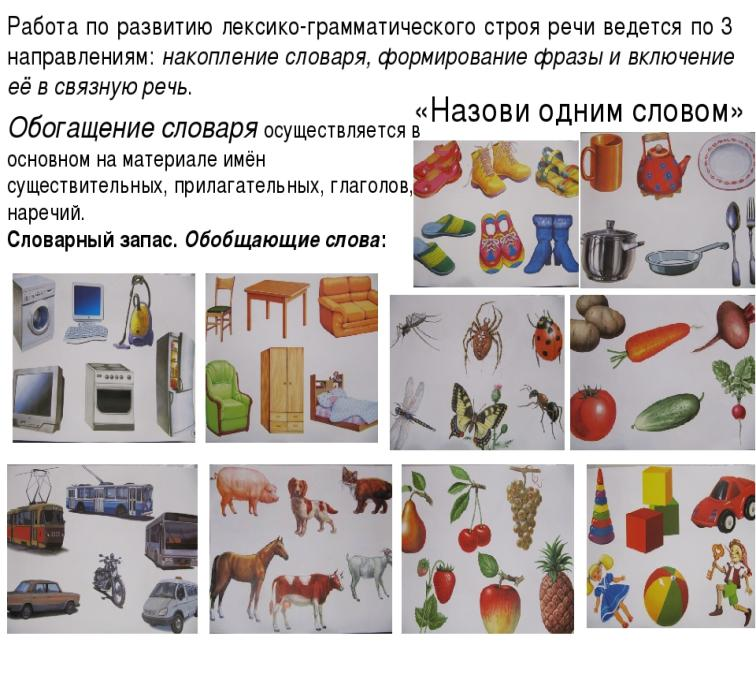 Работа по развитию лексико-грамматического строя речи ведется по 3
направлениям: накопление словаря, формирование фразы и включение
её в связную речь.
«Назови одним словом»
Обогащение словаря осуществляется в
основном на материале имён
существительных, прилагательных, глаголов,
наречий.
Словарный запас. Обобщающие слова: